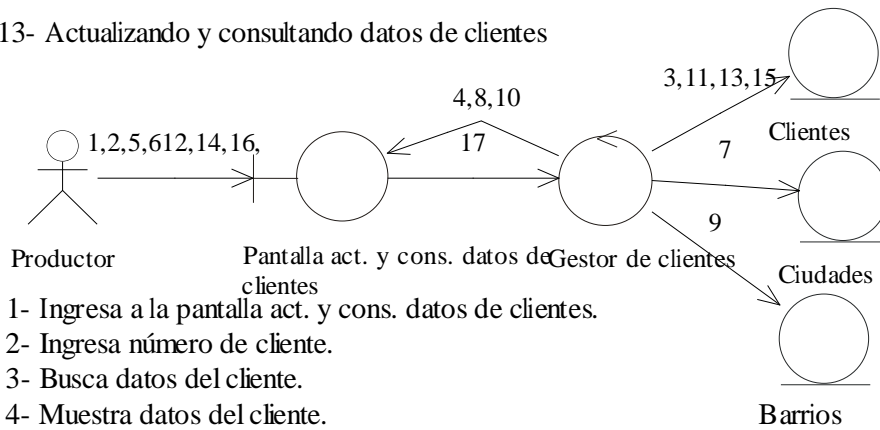 13- Actualizando y consultando datos de clientes
3,11,13,15
4,8,10
1,2,5,612,14,16,
17
7
Clientes
9
Productor
Pantalla act. y cons. datos de
clientes
Gestor de clientes
Ciudades
1- Ingresa a la pantalla act. y cons. datos de clientes.
2- Ingresa número de cliente.
3- Busca datos del cliente.
4- Muestra datos del cliente.
Barrios